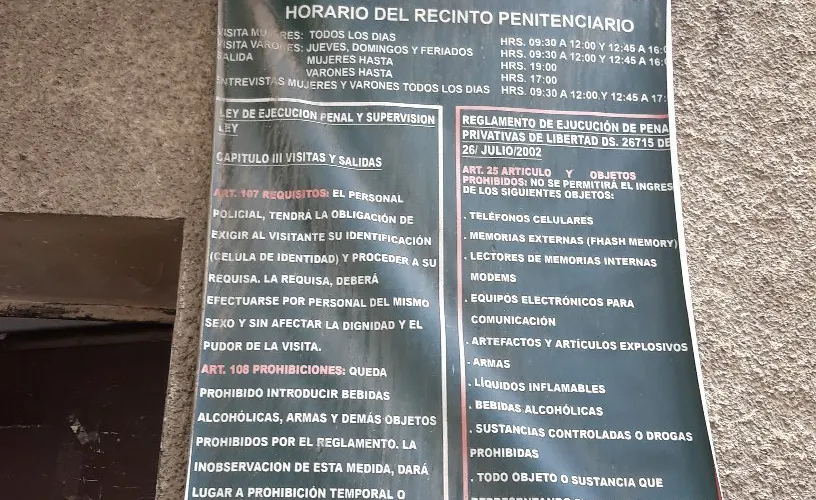 HORARIO DEL RECINTO PENITENCIARIO
VISITA MUJERES: TODOS LOS DIAS HRS. 09:30 A 12:00 Y 12:45 A 16:
VISITA VARONES: JUEVES, DOMINGOS Y FERIADOS HRS. 09:30 A 12:00 Y 12:45 A 16:0
SALIDA MUJERES HASTA HRS. 19:00
VARONES HASTA HRS. 17:00
ENTREVISTAS MUJERES Y VARONES TODOS LOS DIAS HRS. 09:30 A 12:00 Y 12:45 A 17:
LEY DE EJECUCION PENAL Y SUPERVISION
LEY
CAPITULO III VISITAS Y SALIDAS
ART. 107 REQUISITOS: EL PERSONAL
POLICIAL, TENDRÁ LA OBLIGACIÓN DE
EXIGIR AL VISITANTE SU IDENTIFICACIÓN
(CELULA DE IDENTIDAD) Y PROCEDER A SU
REQUISA. LA REQUISA, DEBERÁ
EFECTUARSE POR PERSONAL DEL MISMO
SEXO Y SIN AFECTAR LA DIGNIDAD Y EL
PUDOR DE LA VISITA.
ART. 108 PROHIBICIONES: QUEDA
PROHIBIDO INTRODUCIR BEBIDAS
ALCOHÓLICAS, ARMAS Y DEMÁS OBJETOS
PROHIBIDOS POR EL REGLAMENTO. LA
INOBSERVACION DE ESTA MEDIDA, DARÁ
LUGAR A PROHIBICIÓN TEMPORAL O
REGLAMENTO DE EJUCUCIÓN DE PENA
PRIVATIVAS DE LIBERTAD DS. 26715 DE
26/ JULIO/2002
ART. 25 ARTICULO Y OBJETOS
PROHIBIDOS: NO SE PERMITIRÁ EL INGRES
DE LOS SIGUIENTES OBJETOS:
. TELÉFONOS CELULARES
. MEMORIAS EXTERNAS (FHASH MEMORY)
. LECTORES DE MEMORIAS INTERNAS
MODEMS
. EQUIPOS ELECTRÓNICOS PARA
COMUNICACIÓN
. ARTEFACTOS Y ARTÍCULOS EXPLOSIVOS
. ARMAS
. LÍQUIDOS INFLAMABLES
. BEBIDAS ALCOHÓLICAS
. SUSTANCIAS CONTROLADAS O DROGAS
PROHIBIDAS
. TODO OBJETO O SUSTANCIA QUE